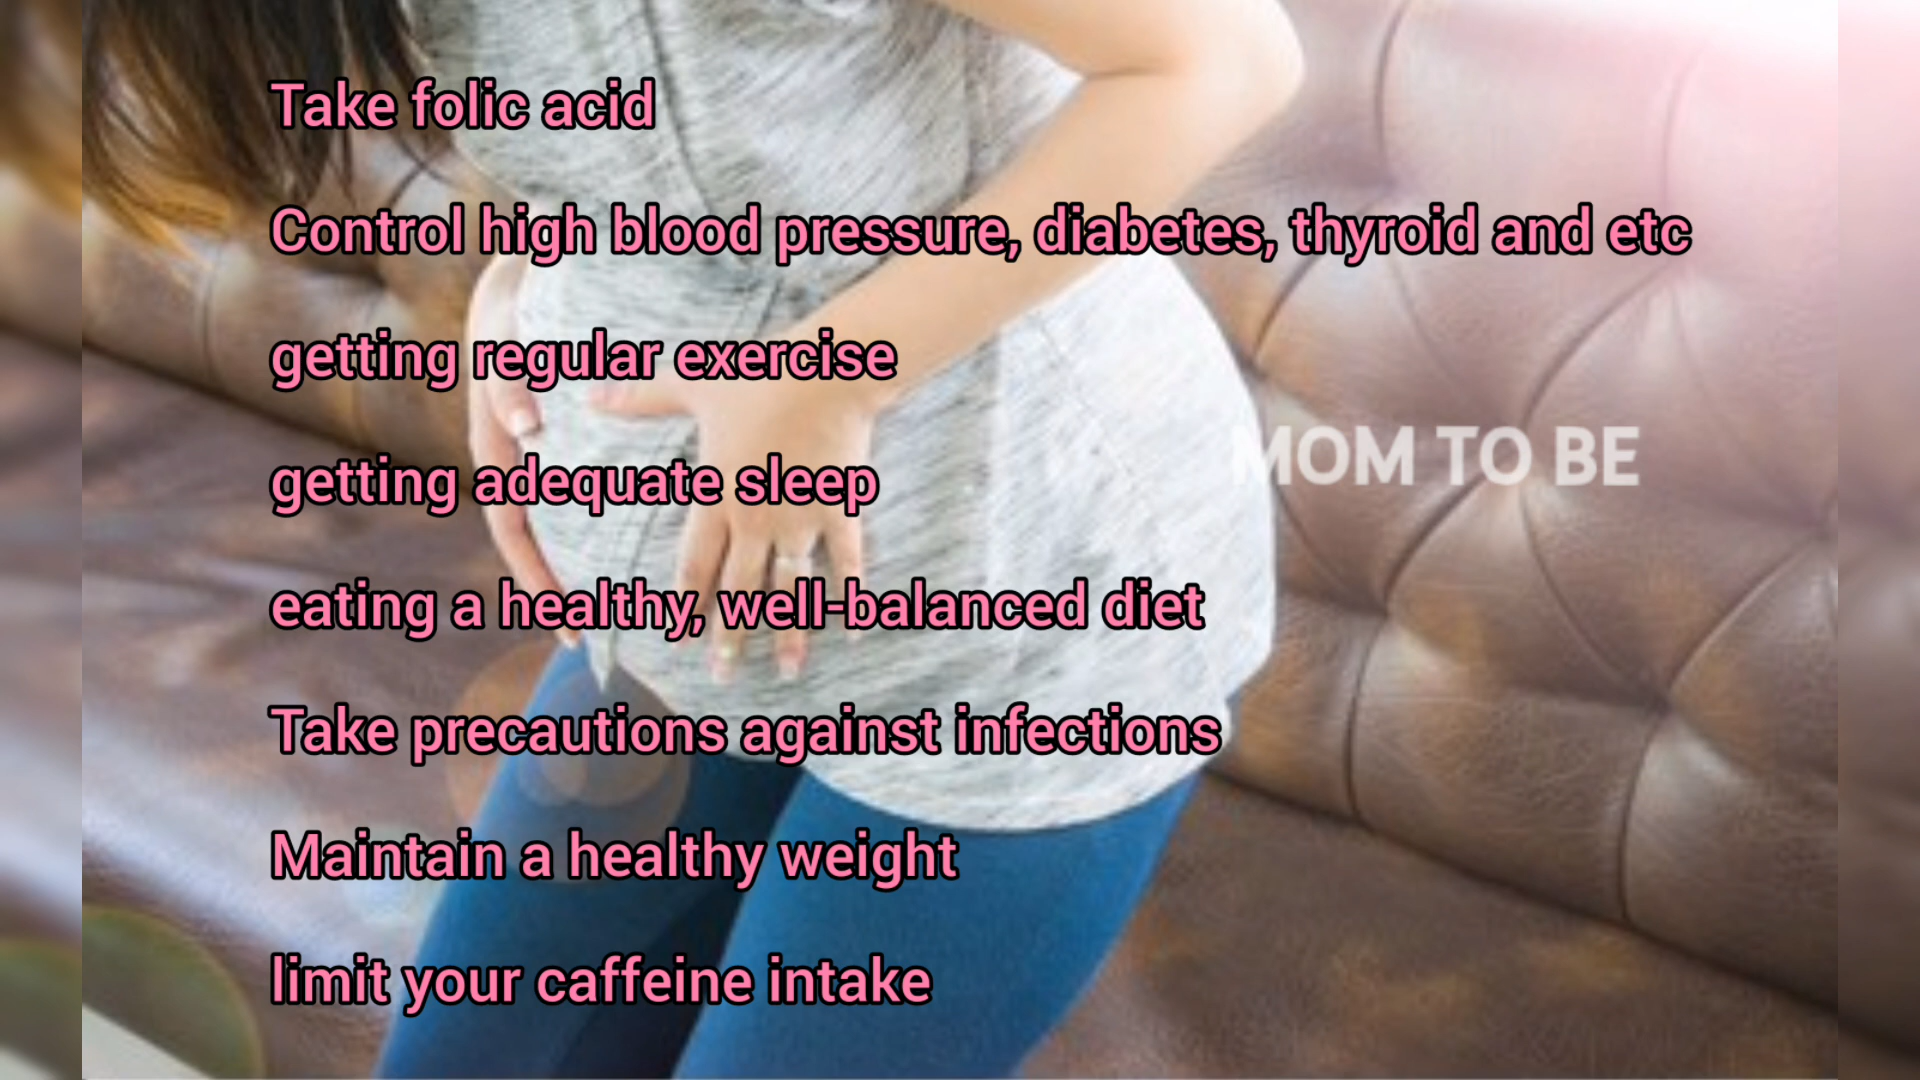 Take folic acid
Control high blood pressure, diabetes, thyroid and etc
getting regular exercise
MOM TO BE
getting adequate sleep
eating a healthy, well-balanced diet
Take precautions against infections
Maintain a healthy weight
limit your caffeine intake